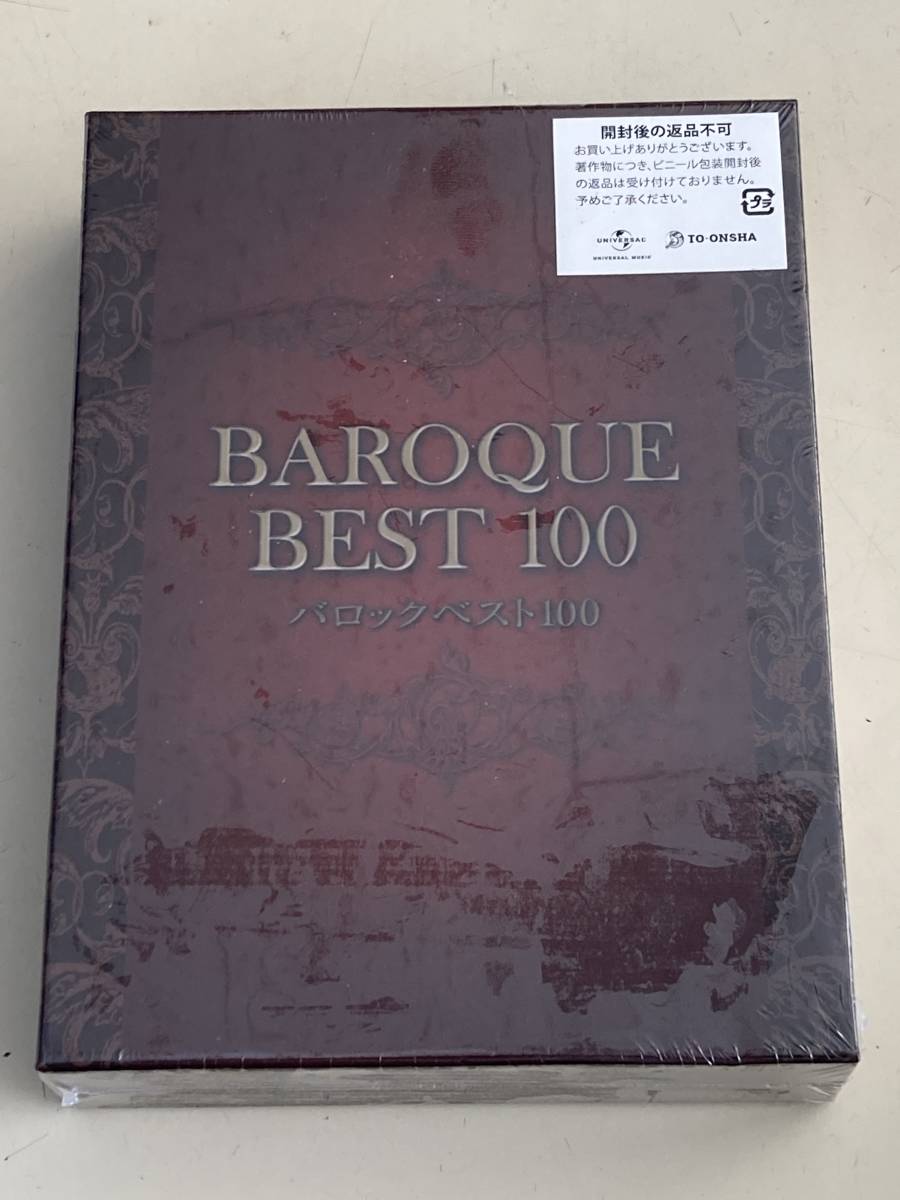 開封後の返品不可
お買い上げありがとうございます。
著作物につき、ビニール包装開封後
の返品は受け付けておりません。
予めご了承ください。
プラ
UNIVERSAL
UNIVERSAL MUSIC
TO-ONSHA
BAROQUE
BEST 100
バロックベスト100